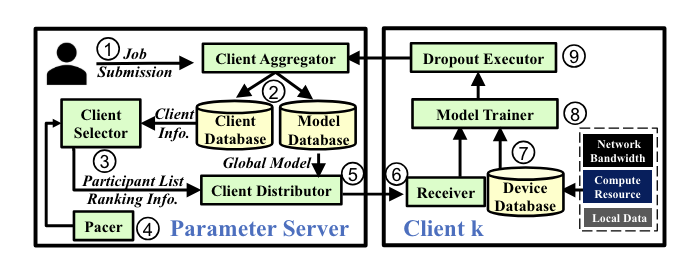 ① Job
Submission
Client Aggregator
Dropout Executor
⑨
②
Client
Selector
Client
Info.
Client
Database
Model
Database
Model Trainer
⑧
③
Global Model
⑦
Network
Bandwidth
Participant List
Ranking Info.
Client Distributor
⑤
⑥
Receiver
Device
Database
Compute
Resource
Local Data
Pacer
④
Parameter Server
Client k